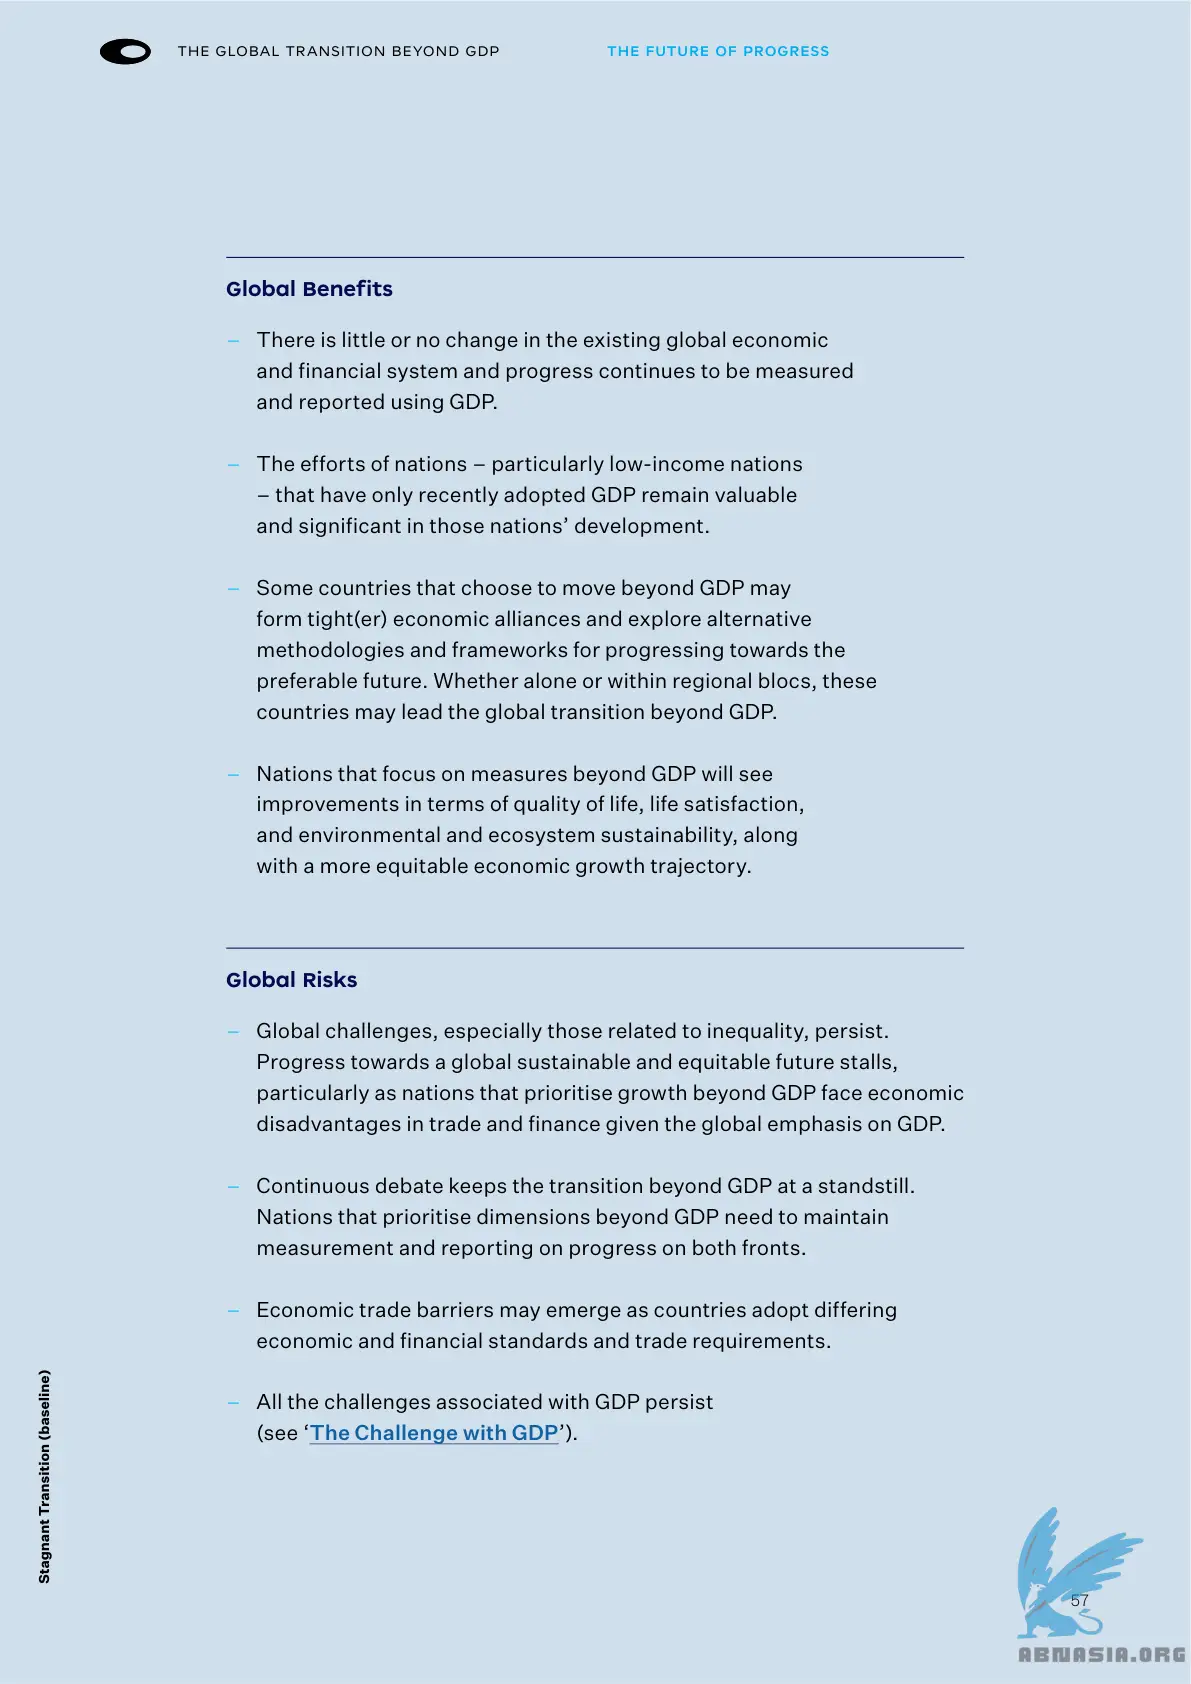 THE GLOBAL TRANSITION BEYOND GDP
THE FUTURE OF PROGRESS
Global Benefits
– There is little or no change in the existing global economic
and financial system and progress continues to be measured
and reported using GDP.
– The efforts of nations – particularly low-income nations
– that have only recently adopted GDP remain valuable
and significant in those nations’ development.
– Some countries that choose to move beyond GDP may
form tight(er) economic alliances and explore alternative
methodologies and frameworks for progressing towards the
preferable future. Whether alone or within regional blocs, these
countries may lead the global transition beyond GDP.
– Nations that focus on measures beyond GDP will see
improvements in terms of quality of life, life satisfaction,
and environmental and ecosystem sustainability, along
with a more equitable economic growth trajectory.
Global Risks
– Global challenges, especially those related to inequality, persist.
Progress towards a global sustainable and equitable future stalls,
particularly as nations that prioritise growth beyond GDP face economic
disadvantages in trade and finance given the global emphasis on GDP.
– Continuous debate keeps the transition beyond GDP at a standstill.
Nations that prioritise dimensions beyond GDP need to maintain
measurement and reporting on progress on both fronts.
– Economic trade barriers may emerge as countries adopt differing
economic and financial standards and trade requirements.
– All the challenges associated with GDP persist
(see ‘The Challenge with GDP’).
Stagnant Transition (baseline)
57
ABNASIA.ORG